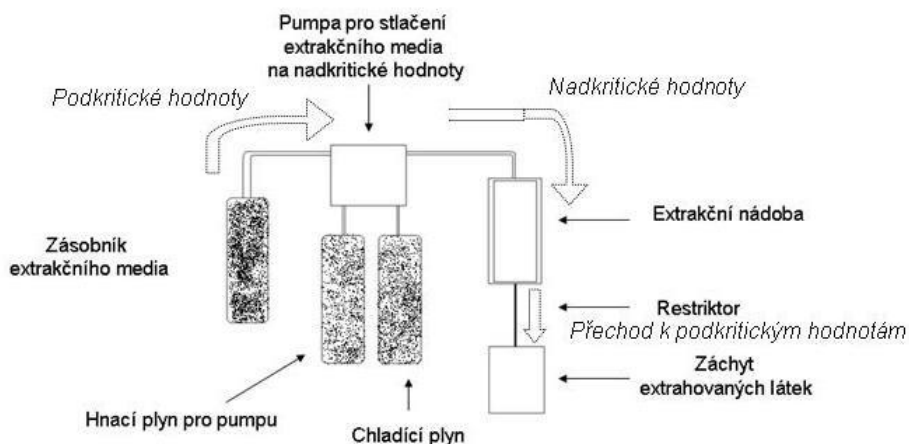 Pumpa pro stlačení
extrakčního media
na nadkritické hodnoty
Podkritické hodnoty
Nadkritické hodnoty
Extrakční nádoba
Zásobník
extrakčního media
Restriktor
Přechod k podkritickým hodnotám
Záchyt
extrahovaných látek
Hnací plyn pro pumpu
Chladící plyn